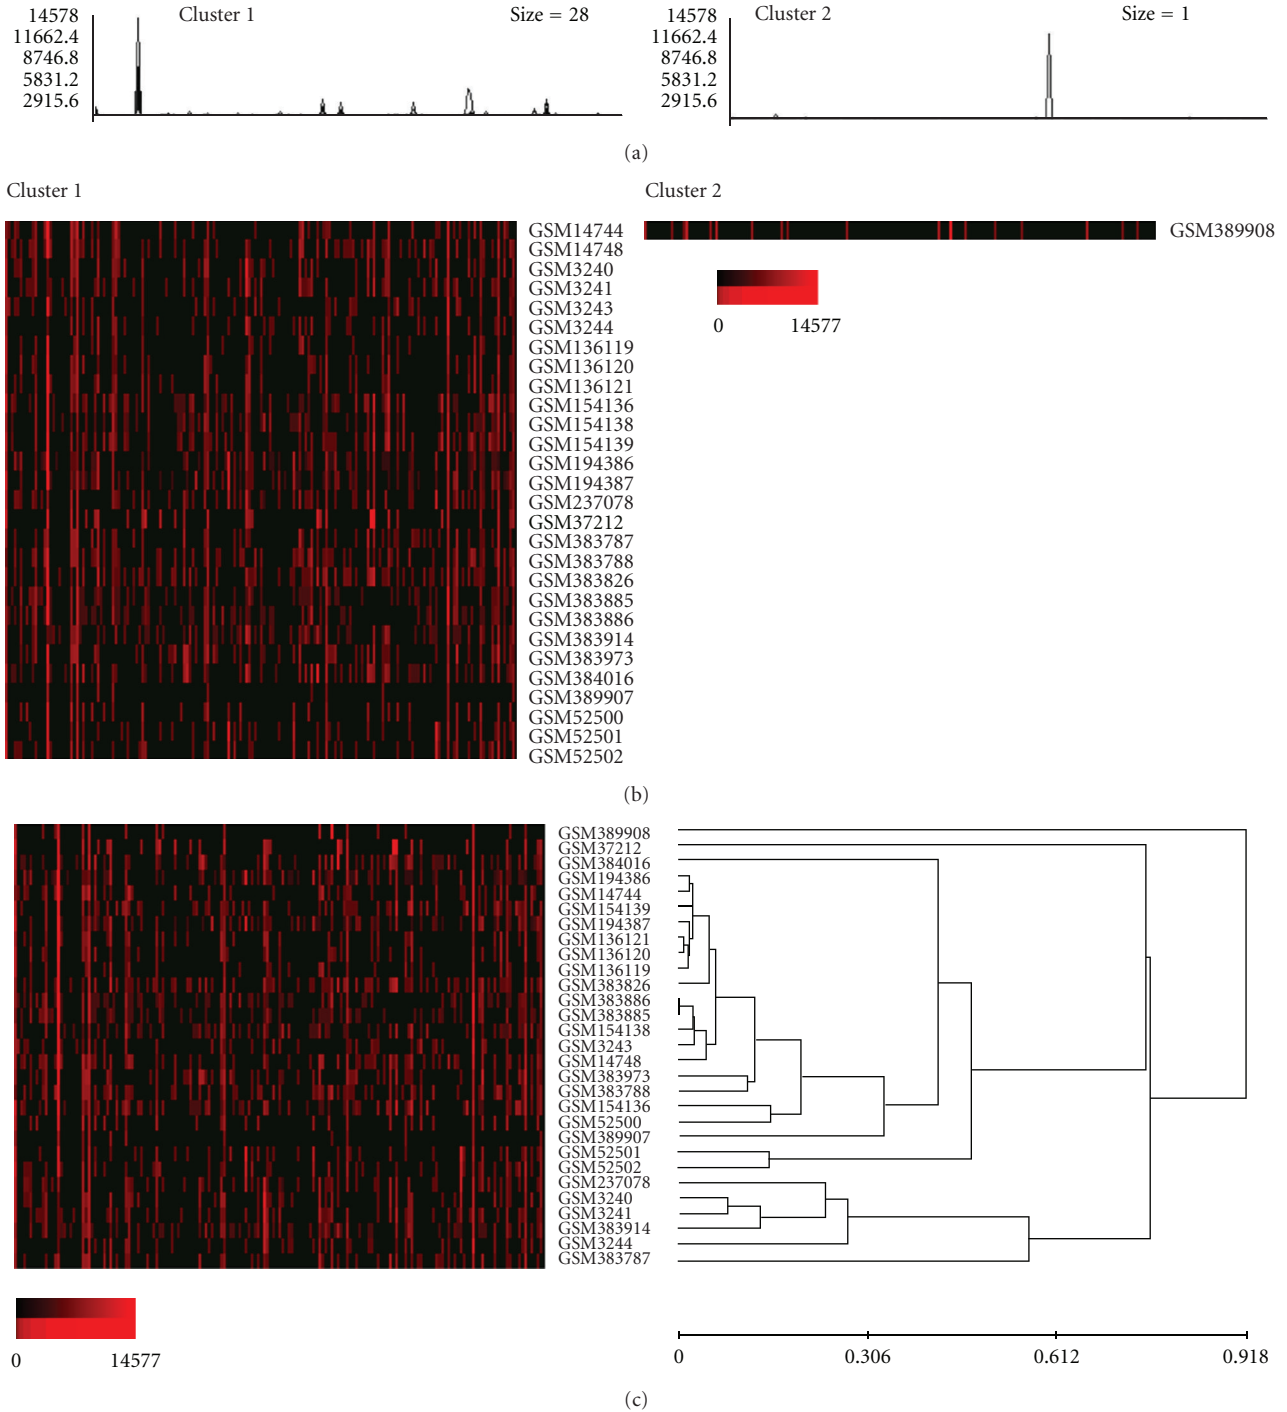 14578
11662.4
8746.8
5831.2
2915.6
Cluster 1
Size = 28
14578
11662.4
8746.8
5831.2
2915.6
Cluster 2
Size = 1
(a)
Cluster 1
GSM14744
GSM14748
GSM3240
GSM3241
GSM3243
GSM3244
GSM136119
GSM136120
GSM136121
GSM154136
GSM154138
GSM154139
GSM194386
GSM194387
GSM237078
GSM37212
GSM383787
GSM383788
GSM383826
GSM383885
GSM383886
GSM383914
GSM383973
GSM384016
GSM389907
GSM52500
GSM52501
GSM52502
Cluster 2
GSM389908
0 14577
(b)
GSM389908
GSM37212
GSM384016
GSM194386
GSM14744
GSM154139
GSM194387
GSM136121
GSM136120
GSM136119
GSM383826
GSM383886
GSM383885
GSM154138
GSM3243
GSM14748
GSM383973
GSM383788
GSM154136
GSM52500
GSM389907
GSM52501
GSM52502
GSM237078
GSM3240
GSM3241
GSM383914
GSM3244
GSM383787
0 14577
0 0.306 0.612 0.918
(c)